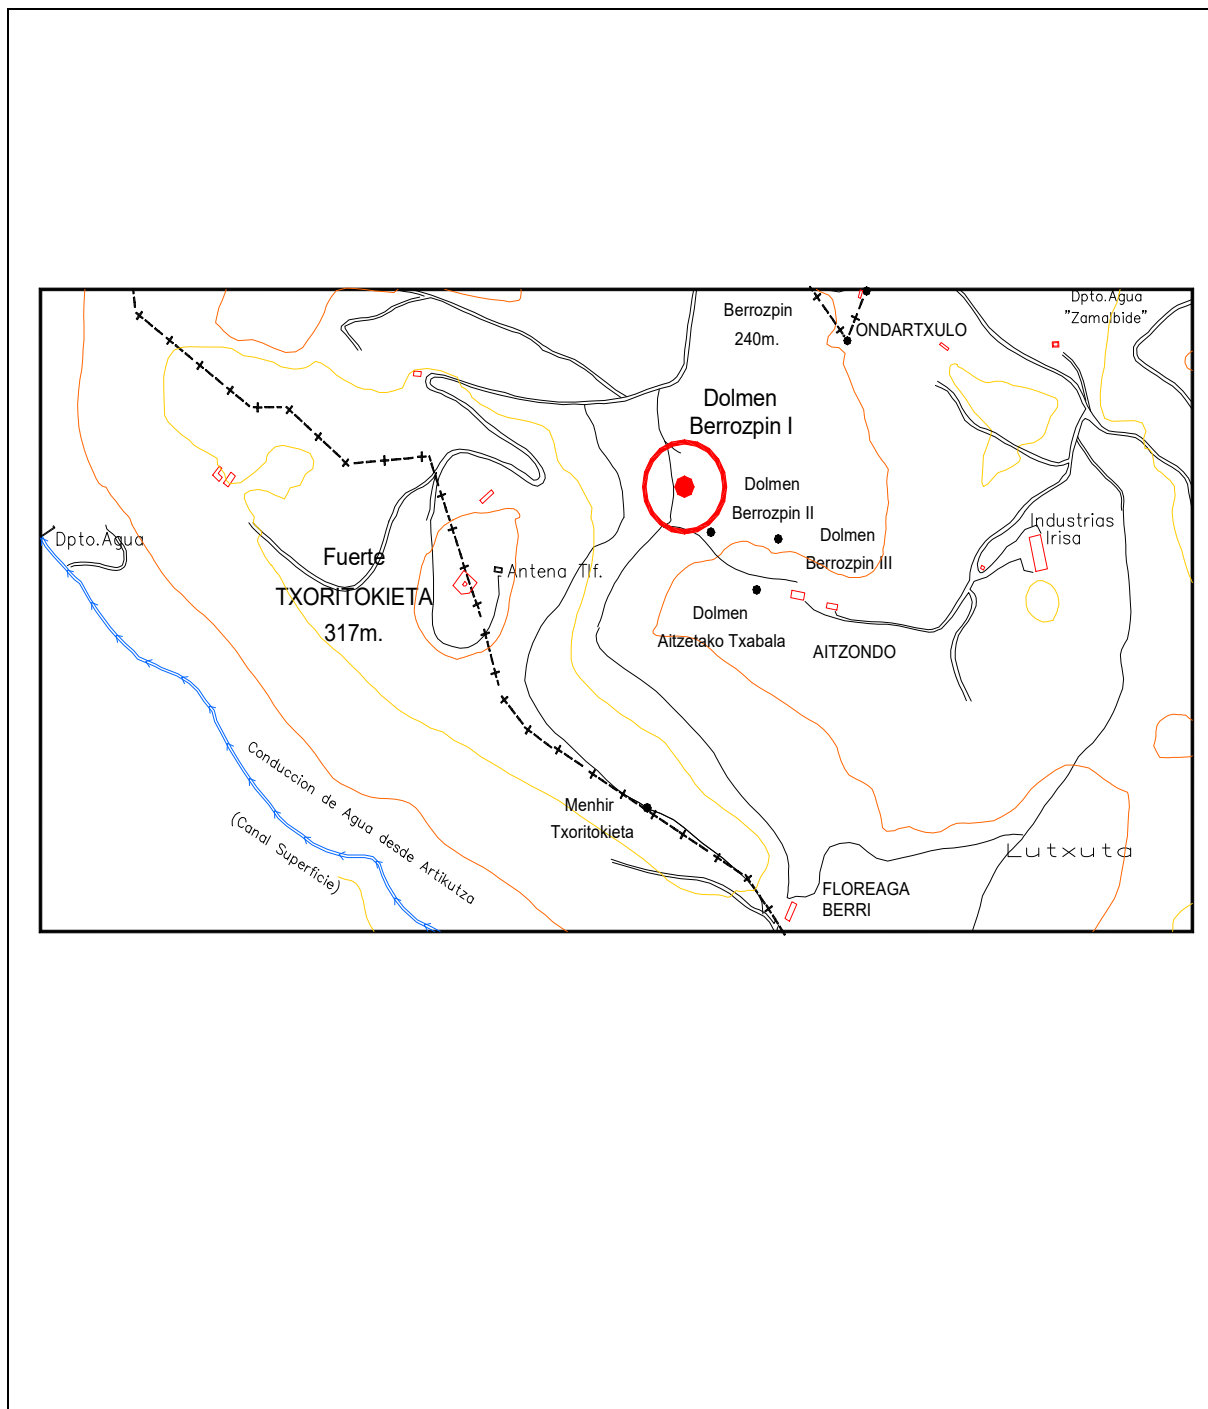 Berrozpin
240m.
ONDARTXULO
Dpto.Agua
"Zamalbide"
Dolmen
Berrozpin I
Dolmen
Berrozpin II
Dolmen
Berrozpin III
Industrias
Irisa
Dpto.Agua
Fuerte
TXORITOKIETA
317m.
Antena Tlf.
Dolmen
Aitzetako Txabala
AITZONDO
Conduccion de Agua desde Artikutza
(Canal Superficie)
Menhir
Txoritokieta
Lutxuta
FLOREAGA
BERRI